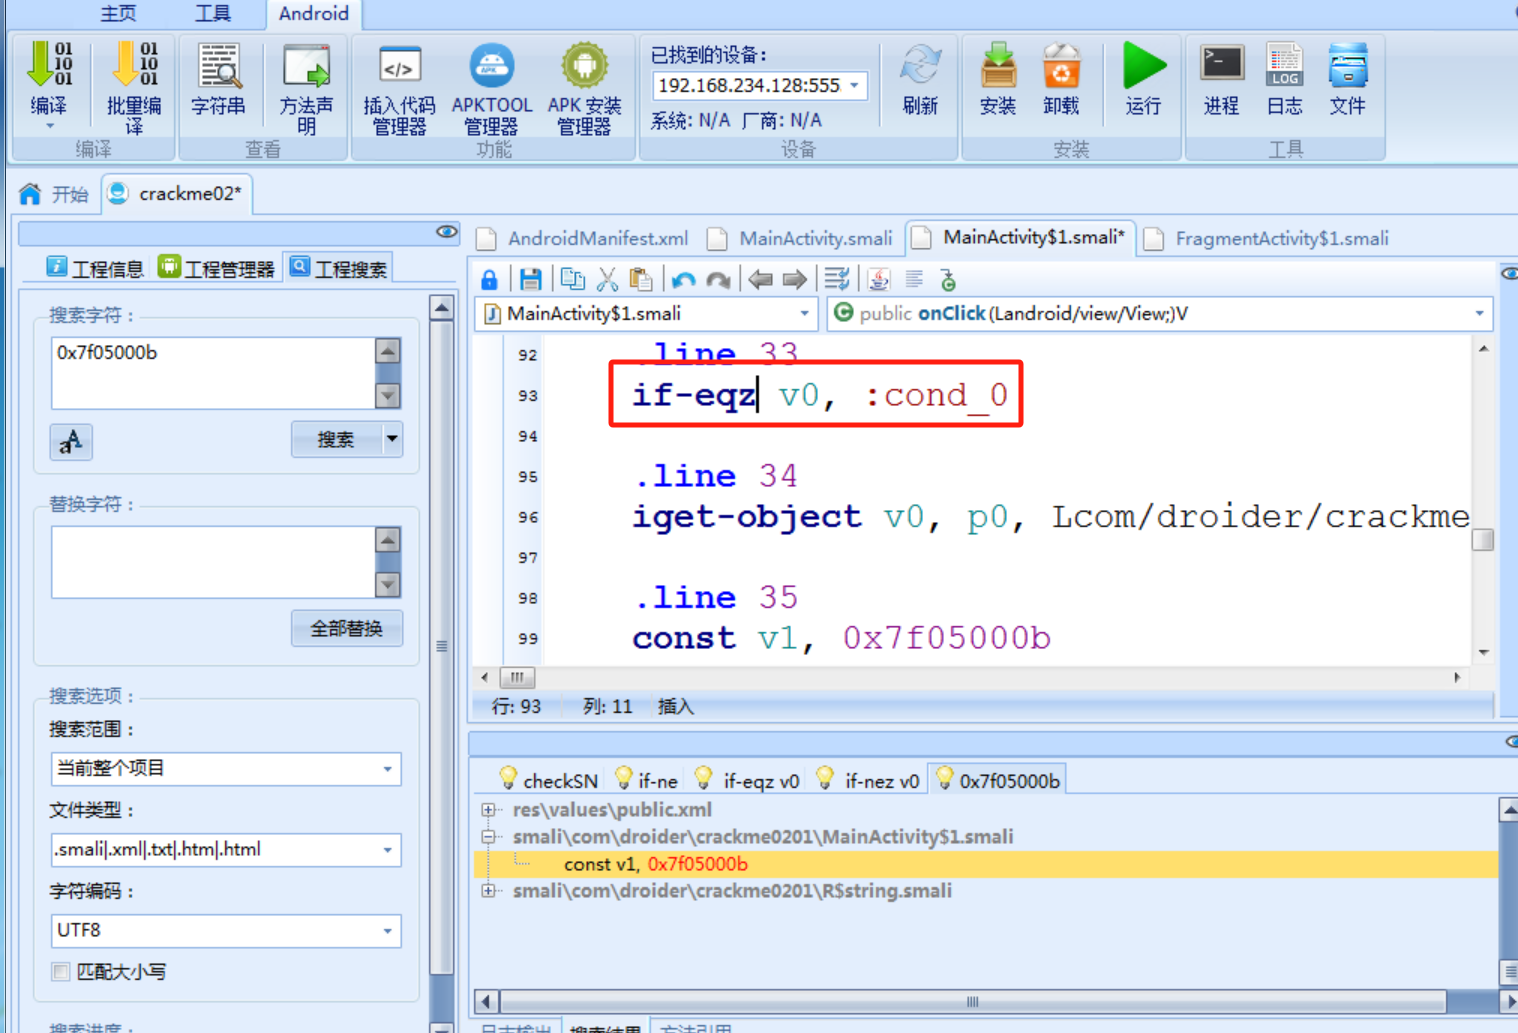 主页 工具 Android
编译 批量编译 字符串 方法声明 插入代码管理器 APKTOOL管理器 APK 安装管理器
已找到的设备：
192.168.234.128:555
系统: N/A 厂商: N/A
刷新 安装 卸载 运行 进程 日志 文件
编译 查看 功能 设备 安装 工具
开始 crackme02*
工程信息 工程管理器 工程搜索
搜索字符：
0x7f05000b
搜索
替换字符：
全部替换
搜索选项：
搜索范围：
当前整个项目
文件类型：
.smali|.xml|.txt|.htm|.html
字符编码：
UTF8
匹配大小写
搜索进度：
AndroidManifest.xml MainActivity.smali MainActivity$1.smali* FragmentActivity$1.smali
MainActivity$1.smali public onClick(Landroid/view/View;)V
92 .line 33
93 if-eqz v0, :cond_0
94
95 .line 34
96 iget-object v0, p0, Lcom/droider/crackme
97
98 .line 35
99 const v1, 0x7f05000b
行: 93 列: 11 插入
checkSN if-ne if-eqz v0 if-nez v0 0x7f05000b
res\values\public.xml
smali\com\droider\crackme0201\MainActivity$1.smali
const v1, 0x7f05000b
smali\com\droider\crackme0201\R$string.smali
日志输出 搜索结果 方法引用